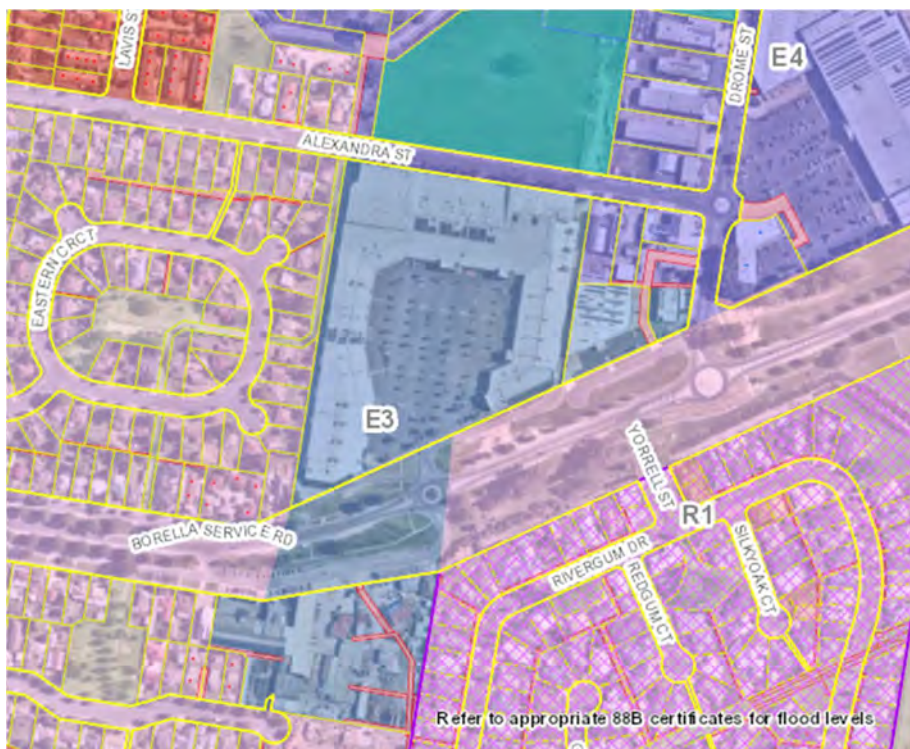 LAVIS ST
DROME ST
E4
ALEXANDRA ST
EASTERN CRCT
E3
YORRELL ST
R1
BORELLA SERVICE RD
RIVERGUM DR
REDGUM CT
SILKYOAK CT
Refer to appropriate 88B certificates for flood levels